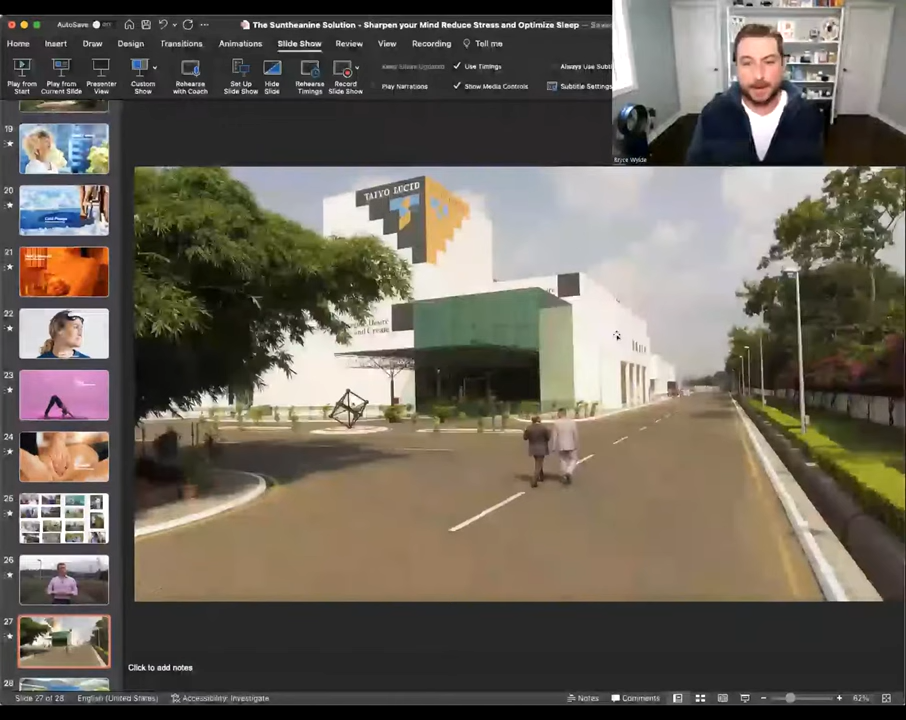 AutoSave
The Suntheanine Solution - Sharpen your Mind Reduce Stress and Optimize Sleep
Home Insert Draw Design Transitions Animations Slide Show Review View Recording Tell me
Play from Start
Play from Current Slide
Presenter View
Custom Show
Rehearse with Coach
Set Up Slide Show
Hide Slide
Rehearse Timings
Record Slide Show
Keep Slides Updated
Use Timings
Always Use Subti
Play Narrations
Show Media Controls
Subtitle Settings
Bryce Wylde
19
20
21
22
23
24
25
26
27
28
TAIYO LUCID
Click to add notes
Slide 27 of 28 English (United States) Accessibility: Investigate Notes Comments 62%